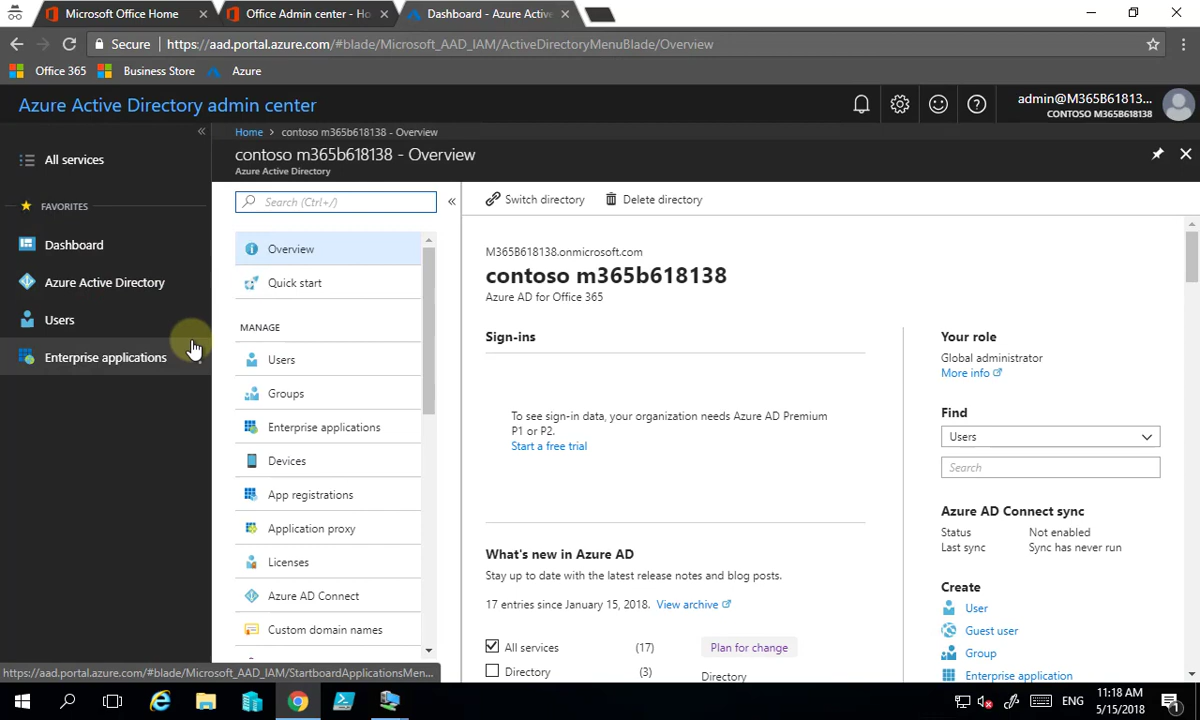 Microsoft Office Home
Office Admin center - Ho
Dashboard - Azure Active
Secure
https://aad.portal.azure.com/#blade/Microsoft_AAD_IAM/ActiveDirectoryMenuBlade/Overview
Office 365
Business Store
Azure
Azure Active Directory admin center
admin@M365B61813...
CONTOSO M365B618138
All services
FAVORITES
Dashboard
Azure Active Directory
Users
Enterprise applications
Home > contoso m365b618138 - Overview
contoso m365b618138 - Overview
Azure Active Directory
Search (Ctrl+/)
Overview
Quick start
MANAGE
Users
Groups
Enterprise applications
Devices
App registrations
Application proxy
Licenses
Azure AD Connect
Custom domain names
Switch directory
Delete directory
M365B618138.onmicrosoft.com
contoso m365b618138
Azure AD for Office 365
Sign-ins
To see sign-in data, your organization needs Azure AD Premium
P1 or P2.
Start a free trial
What's new in Azure AD
Stay up to date with the latest release notes and blog posts.
17 entries since January 15, 2018. View archive
All services (17)
Plan for change
Directory (3)
Directory
Your role
Global administrator
More info
Find
Users
Search
Azure AD Connect sync
Status Not enabled
Last sync Sync has never run
Create
User
Guest user
Group
Enterprise application
https://aad.portal.azure.com/#blade/Microsoft_AAD_IAM/StartboardApplicationsMen...
ENG
11:18 AM
5/15/2018
1